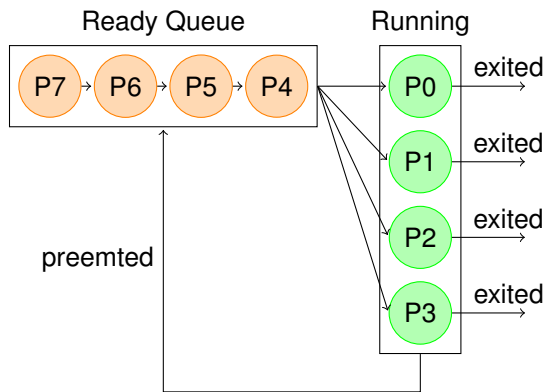 Ready Queue
Running
P7 P6 P5 P4
P0
exited
P1
exited
P2
exited
P3
exited
preemted